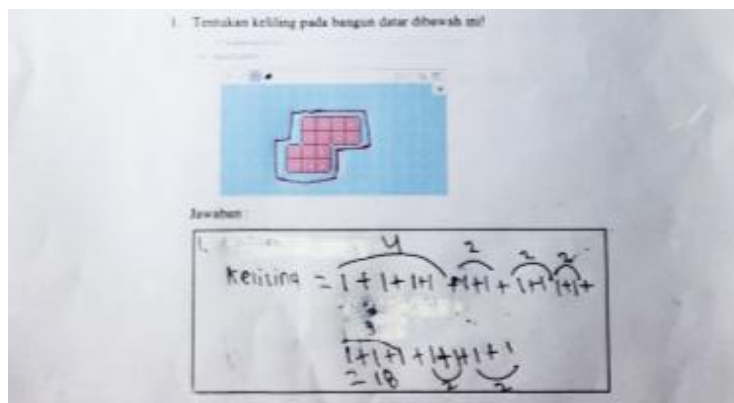 1 Tentukan keliling pada bangun datar dibawah ini!
Jawaban :
1.
4 2 2 2
Keliling = 1 + 1 + 1+1 +1+1 + 1+1 +1+1+
3
1+1+1 +1+1+1+1
= 18 2 2